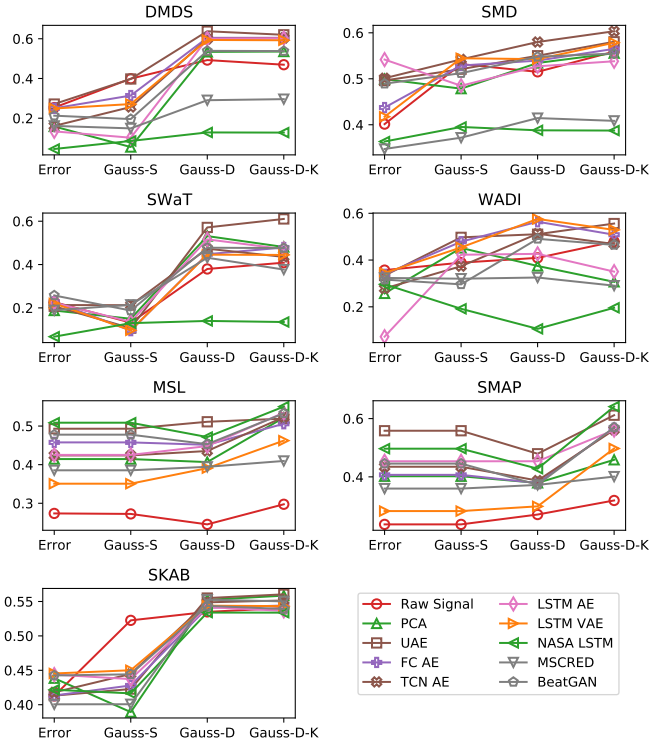 DMDS
0.6
0.4
0.2
Error Gauss-S Gauss-D Gauss-D-K
SMD
0.6
0.5
0.4
Error Gauss-S Gauss-D Gauss-D-K
SWaT
0.6
0.4
0.2
Error Gauss-S Gauss-D Gauss-D-K
WADI
0.6
0.4
0.2
Error Gauss-S Gauss-D Gauss-D-K
MSL
0.5
0.4
0.3
Error Gauss-S Gauss-D Gauss-D-K
SMAP
0.6
0.4
Error Gauss-S Gauss-D Gauss-D-K
SKAB
0.55
0.50
0.45
0.40
Error Gauss-S Gauss-D Gauss-D-K
Raw Signal
PCA
UAE
FC AE
TCN AE
LSTM AE
LSTM VAE
NASA LSTM
MSCRED
BeatGAN